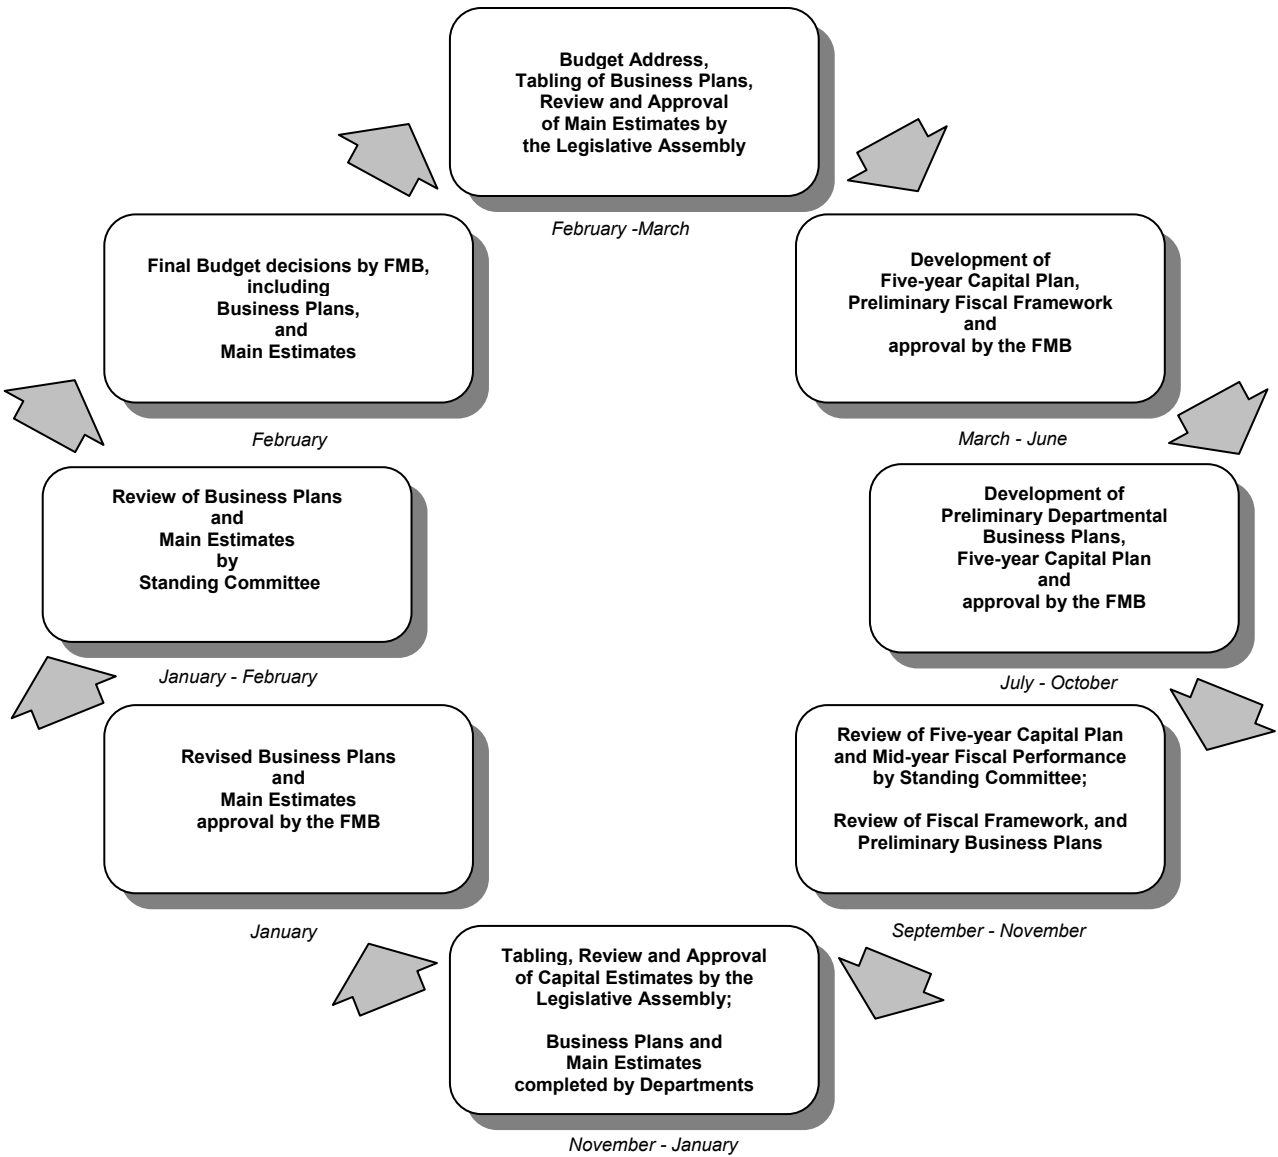 Budget Address,
Tabling of Business Plans,
Review and Approval
of Main Estimates by
the Legislative Assembly
February -March
Development of
Five-year Capital Plan,
Preliminary Fiscal Framework
and
approval by the FMB
March - June
Development of
Preliminary Departmental
Business Plans,
Five-year Capital Plan
and
approval by the FMB
July - October
Review of Five-year Capital Plan
and Mid-year Fiscal Performance
by Standing Committee;
Review of Fiscal Framework, and
Preliminary Business Plans
September - November
Tabling, Review and Approval
of Capital Estimates by the
Legislative Assembly;
Business Plans and
Main Estimates
completed by Departments
November - January
Revised Business Plans
and
Main Estimates
approval by the FMB
January
Review of Business Plans
and
Main Estimates
by
Standing Committee
January - February
Final Budget decisions by FMB,
including
Business Plans,
and
Main Estimates
February